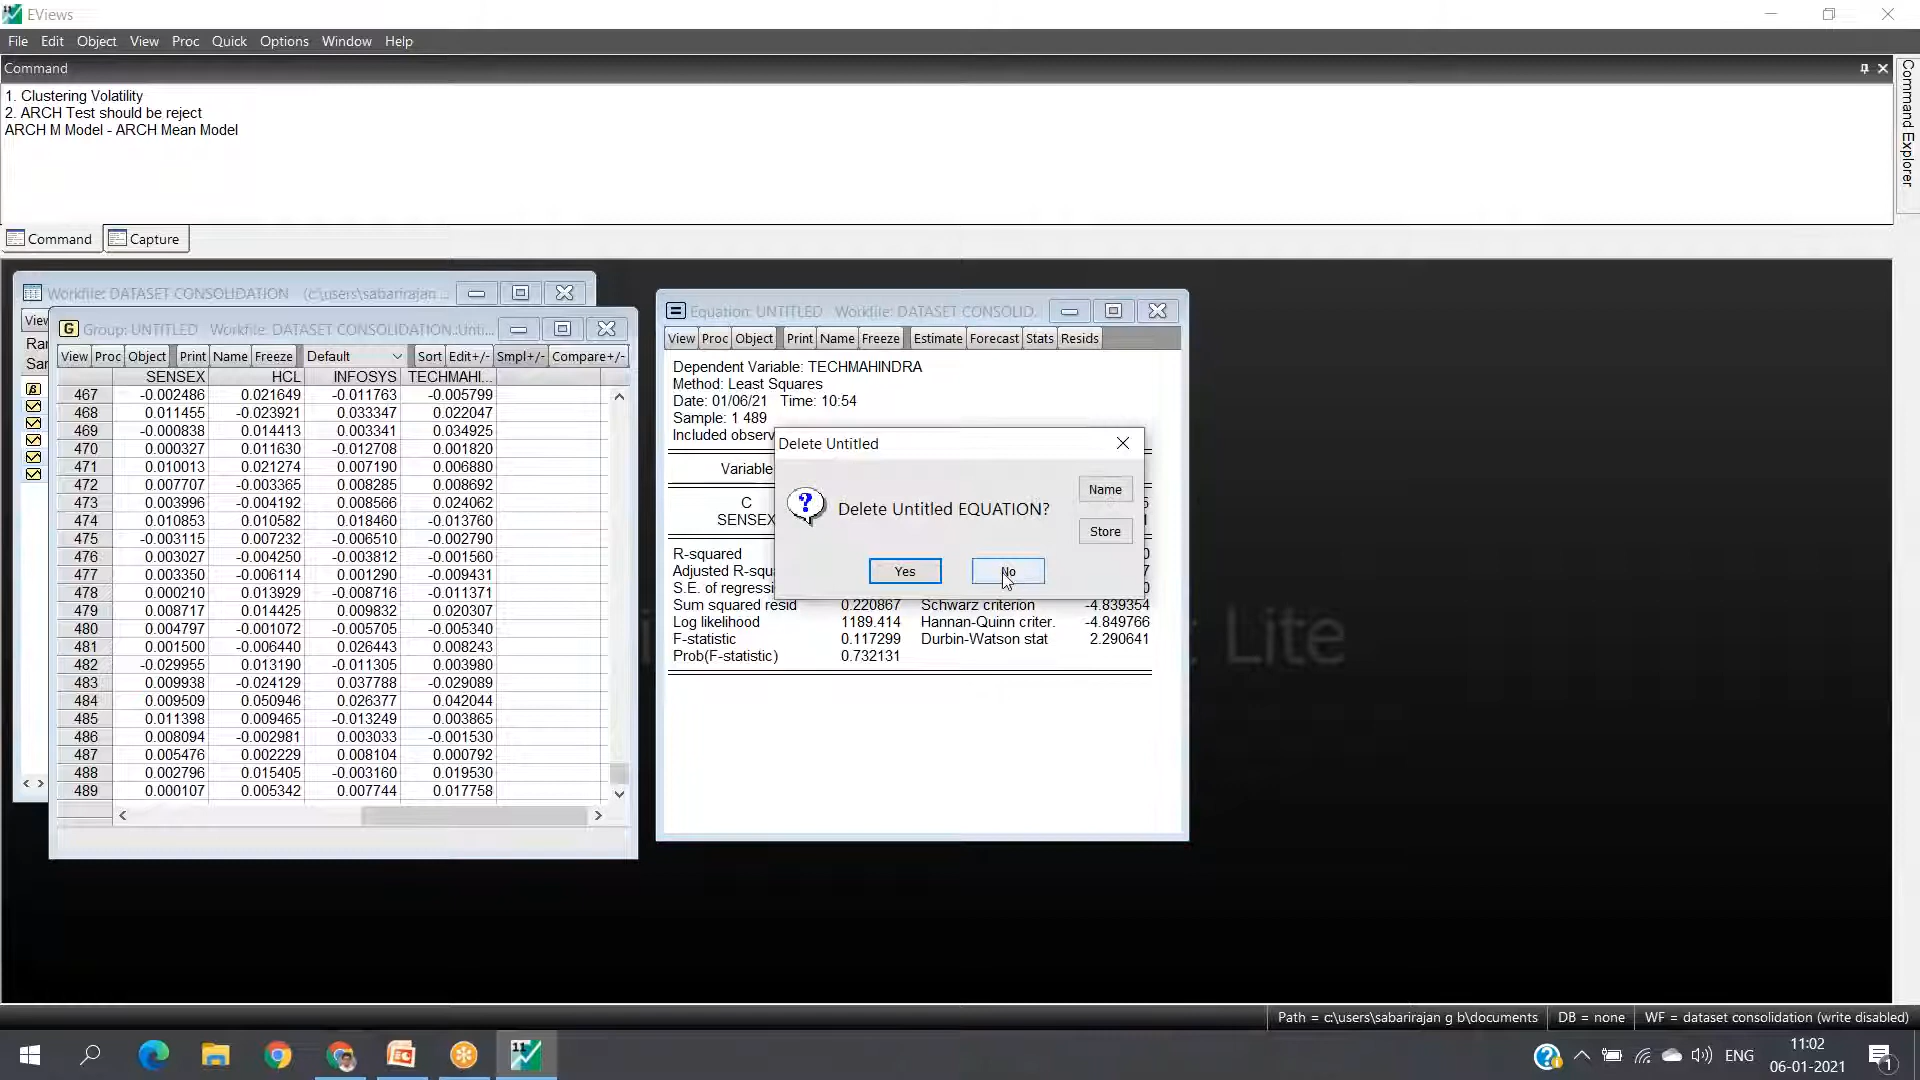 EViews
File Edit Object View Proc Quick Options Window Help
Command
1. Clustering Volatility
2. ARCH Test should be reject
ARCH M Model - ARCH Mean Model
Command Explorer
Command Capture
Workfile: DATASET CONSOLIDATION (c:\users\sabarirajan ...
Group: UNTITLED Workfile: DATASET CONSOLIDATION::Unti...
View Proc Object Print Name Freeze Default Sort Edit+/- Smpl+/- Compare+/-
SENSEX HCL INFOSYS TECHMAHI...
467 -0.002486 0.021649 -0.011763 -0.005799
468 0.011455 -0.023921 0.033347 0.022047
469 -0.000838 0.014413 0.003341 0.034925
470 0.000327 0.011630 -0.012708 0.001820
471 0.010013 0.021274 0.007190 0.006880
472 0.007707 -0.003365 0.008285 0.008692
473 0.003996 -0.004192 0.008566 0.024062
474 0.010853 0.010582 0.018460 -0.013760
475 -0.003115 0.007232 -0.006510 -0.002790
476 0.003027 -0.004250 -0.003812 -0.001560
477 0.003350 -0.006114 0.001290 -0.009431
478 0.000210 0.013929 -0.008716 -0.011371
479 0.008717 0.014425 0.009832 0.020307
480 0.004797 -0.001072 -0.005705 -0.005340
481 0.001500 -0.006440 0.026443 0.008243
482 -0.029955 0.013190 -0.011305 0.003980
483 0.009938 -0.024129 0.037788 -0.029089
484 0.009509 0.050946 0.026377 0.042044
485 0.011398 0.009465 -0.013249 0.003865
486 0.008094 -0.002981 0.003033 -0.001530
487 0.005476 0.002229 0.008104 0.000792
488 0.002796 0.015405 -0.003160 0.019530
489 0.000107 0.005342 0.007744 0.017758
Equation: UNTITLED Workfile: DATASET CONSOLID...
View Proc Object Print Name Freeze Estimate Forecast Stats Resids
Dependent Variable: TECHMAHINDRA
Method: Least Squares
Date: 01/06/21 Time: 10:54
Sample: 1 489
Included observ
Variable
C
SENSEX
R-squared
Adjusted R-squ
S.E. of regressi
Sum squared resid 0.220867 Schwarz criterion -4.839354
Log likelihood 1189.414 Hannan-Quinn criter. -4.849766
F-statistic 0.117299 Durbin-Watson stat 2.290641
Prob(F-statistic) 0.732131
Delete Untitled
Delete Untitled EQUATION?
Name
Store
Yes No
Lite
Path = c:\users\sabarirajan g b\documents DB = none WF = dataset consolidation (write disabled)
ENG
11:02
06-01-2021
1